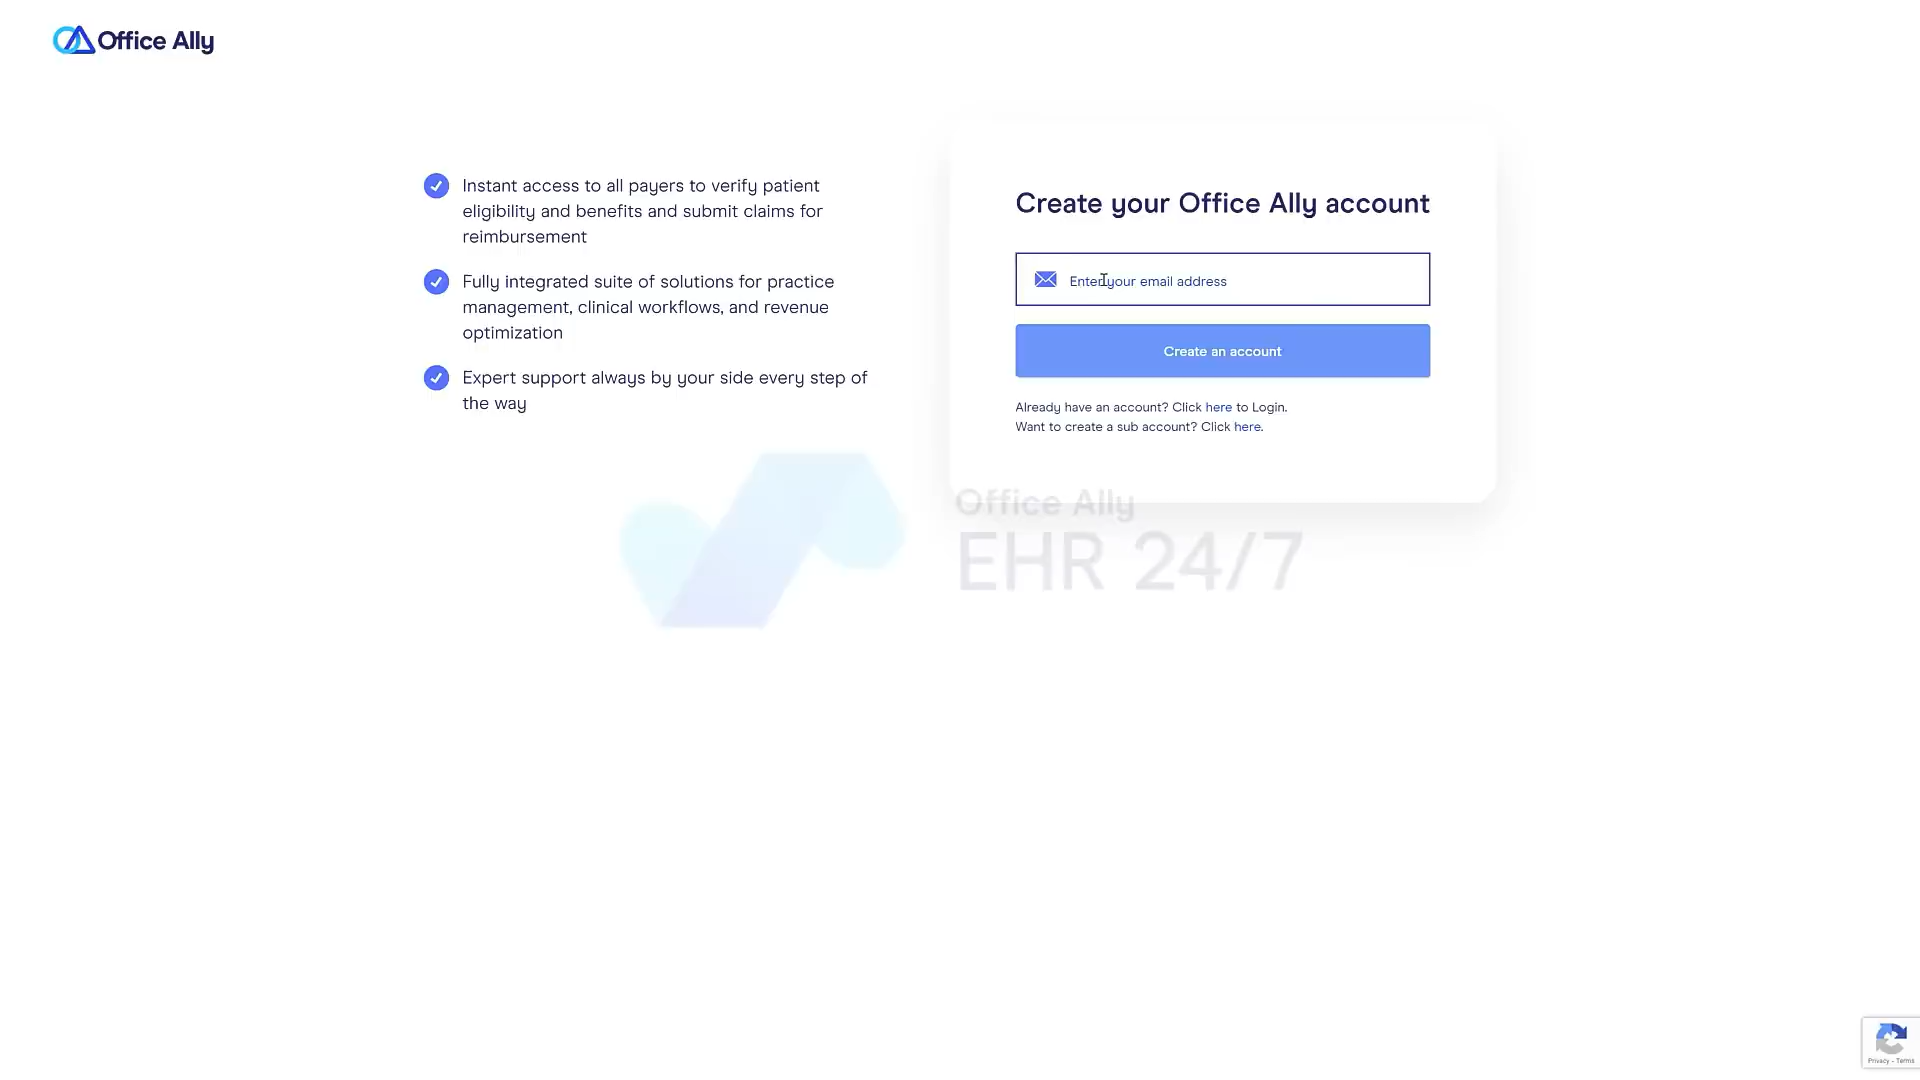 Office Ally
Instant access to all payers to verify patient
eligibility and benefits and submit claims for
reimbursement
Fully integrated suite of solutions for practice
management, clinical workflows, and revenue
optimization
Expert support always by your side every step of
the way
Create your Office Ally account
Enter your email address
Create an account
Already have an account? Click here to Login.
Want to create a sub account? Click here.
Office Ally
EHR 24/7
Privacy - Terms